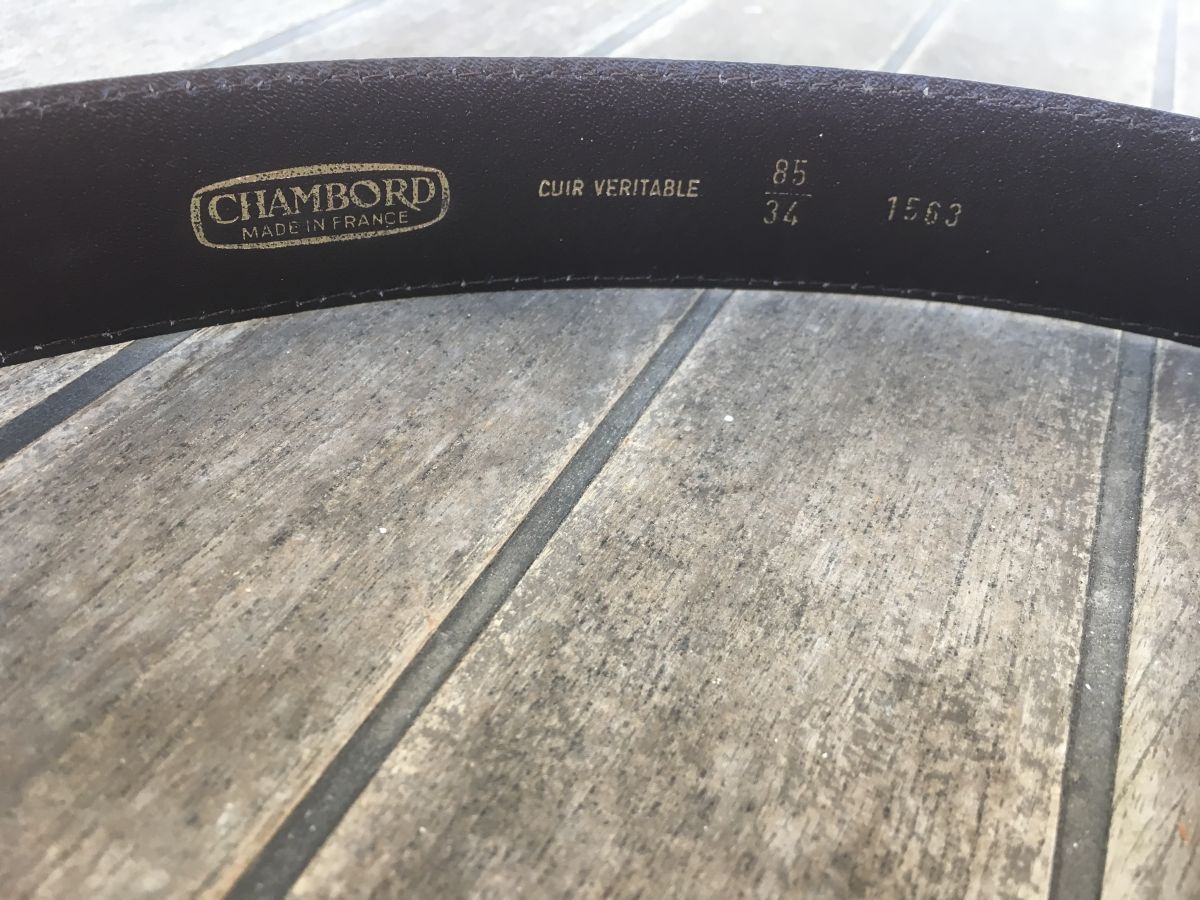 CHAMBORD
MADE IN FRANCE
CUIR VERITABLE
85
34
1563